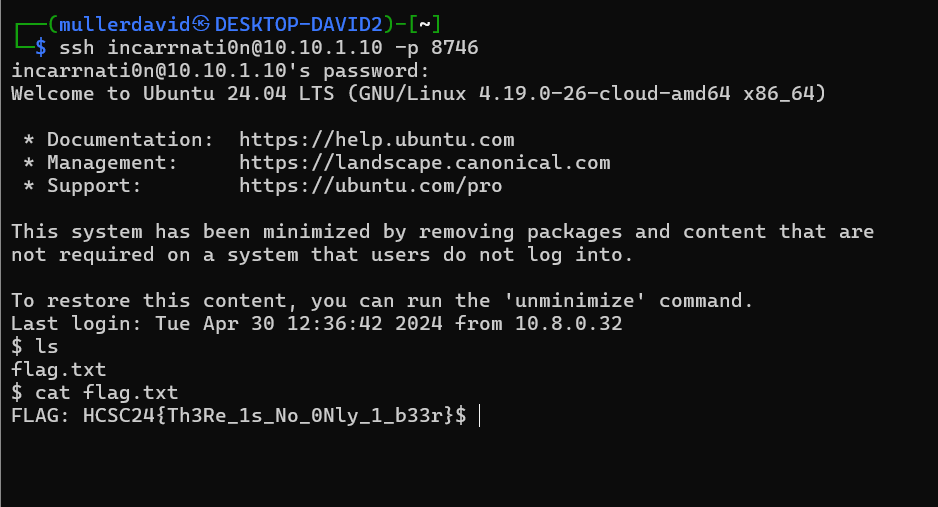 ┌──(mullerdavid㉿DESKTOP-DAVID2)-[~]
└─$ ssh incarrnati0n@10.10.1.10 -p 8746
incarrnati0n@10.10.1.10's password:
Welcome to Ubuntu 24.04 LTS (GNU/Linux 4.19.0-26-cloud-amd64 x86_64)
* Documentation:  https://help.ubuntu.com
* Management:     https://landscape.canonical.com
* Support:        https://ubuntu.com/pro
This system has been minimized by removing packages and content that are
not required on a system that users do not log into.
To restore this content, you can run the 'unminimize' command.
Last login: Tue Apr 30 12:36:42 2024 from 10.8.0.32
$ ls
flag.txt
$ cat flag.txt
FLAG: HCSC24{Th3Re_1s_No_0Nly_1_b33r}$